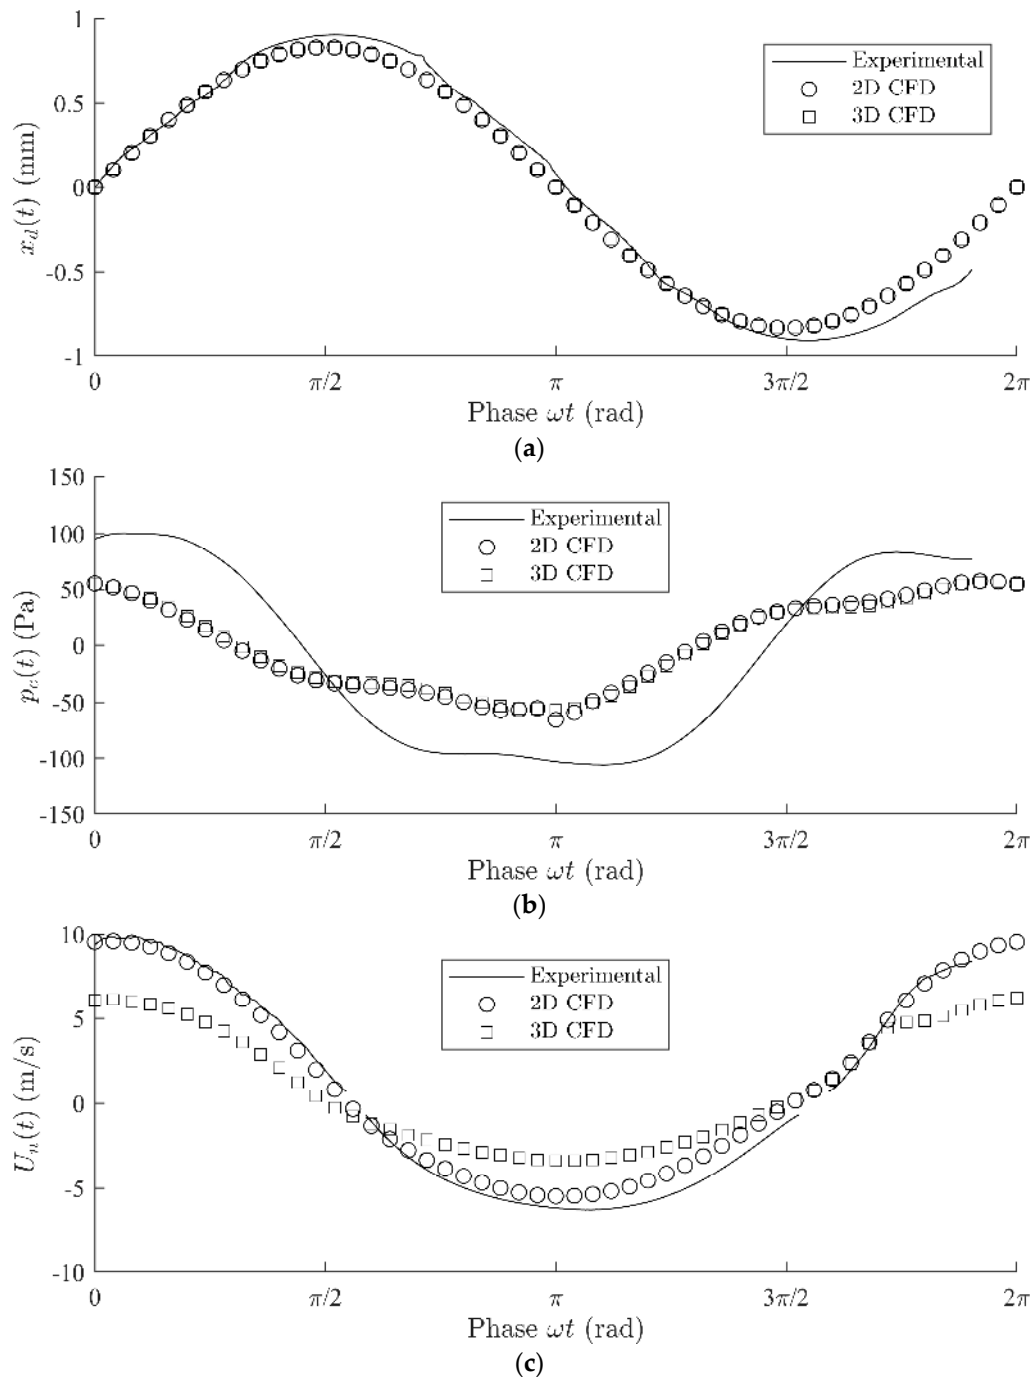 1
0.5
0
-0.5
-1
x_d(t) (mm)
Experimental
2D CFD
3D CFD
0
π/2
π
3π/2
2π
Phase ωt (rad)
(a)
150
100
50
0
-50
-100
-150
p_c(t) (Pa)
Experimental
2D CFD
3D CFD
0
π/2
π
3π/2
2π
Phase ωt (rad)
(b)
10
5
0
-5
-10
U_n(t) (m/s)
Experimental
2D CFD
3D CFD
0
π/2
π
3π/2
2π
Phase ωt (rad)
(c)